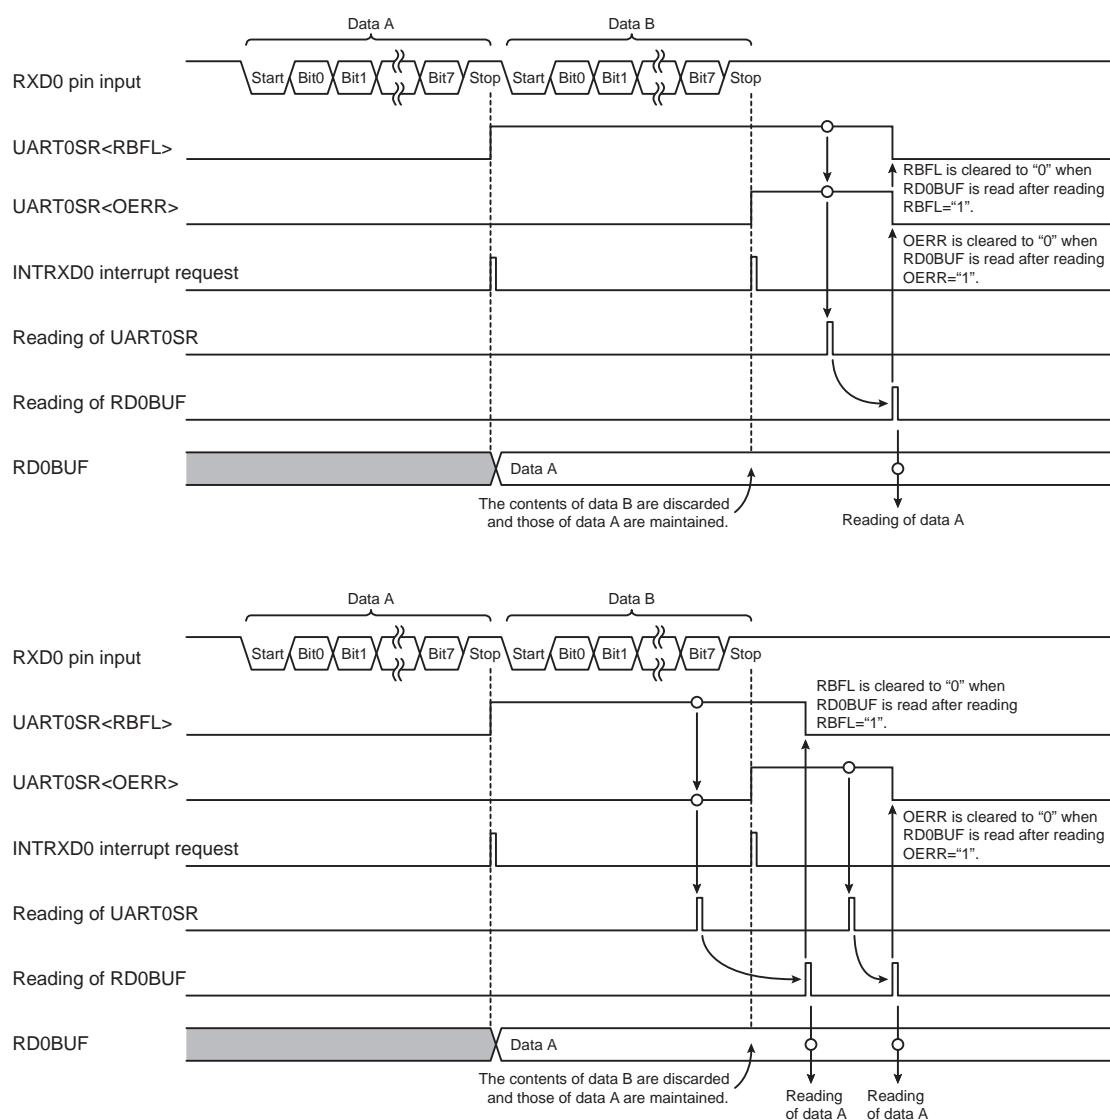 Data A
Data B
RXD0 pin input
Start Bit0 Bit1 Bit7 Stop Start Bit0 Bit1 Bit7 Stop
UART0SR<RBFL>
RBFL is cleared to “0” when
RD0BUF is read after reading
RBFL=“1”.
UART0SR<OERR>
OERR is cleared to “0” when
RD0BUF is read after reading
OERR=“1”.
INTRXD0 interrupt request
Reading of UART0SR
Reading of RD0BUF
RD0BUF
Data A
The contents of data B are discarded
and those of data A are maintained.
Reading of data A
Data A
Data B
RXD0 pin input
Start Bit0 Bit1 Bit7 Stop Start Bit0 Bit1 Bit7 Stop
RBFL is cleared to “0” when
RD0BUF is read after reading
RBFL=“1”.
UART0SR<RBFL>
UART0SR<OERR>
OERR is cleared to “0” when
RD0BUF is read after reading
OERR=“1”.
INTRXD0 interrupt request
Reading of UART0SR
Reading of RD0BUF
RD0BUF
Data A
The contents of data B are discarded
and those of data A are maintained.
Reading
of data A
Reading
of data A